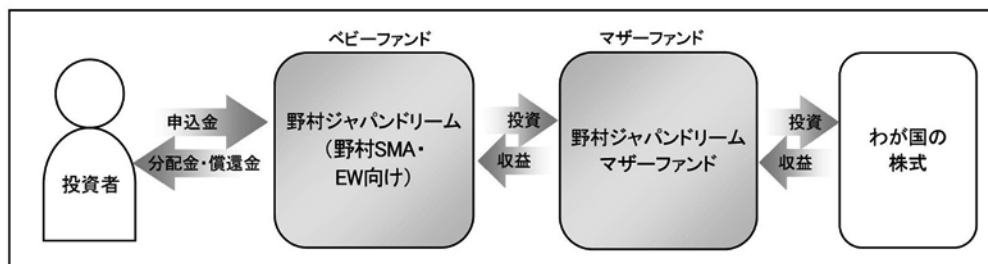 ベビーファンド
マザーファンド
投資者
申込金
分配金・償還金
野村ジャパンドリーム
（野村SMA・
EW向け）
投資
収益
野村ジャパンドリーム
マザーファンド
投資
収益
わが国の
株式